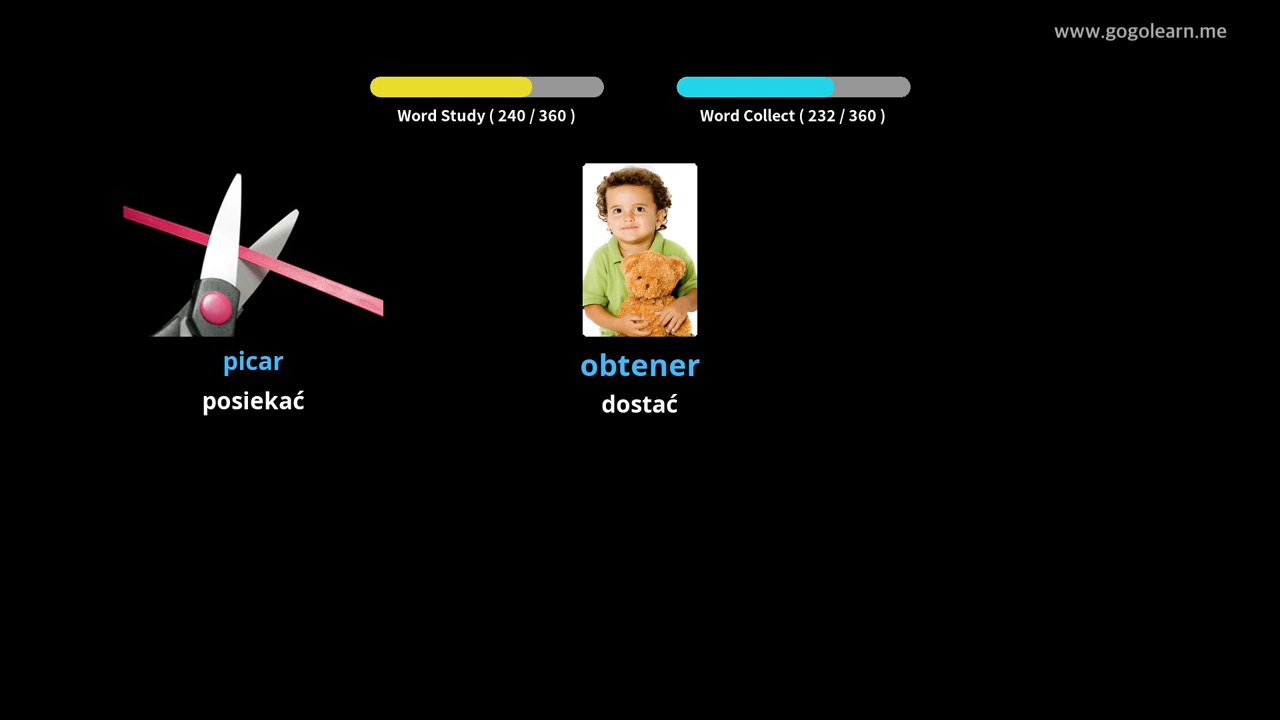 www.gogolearn.me
Word Study ( 240 / 360 )
Word Collect ( 232 / 360 )
picar
posiekać
obtener
dostać